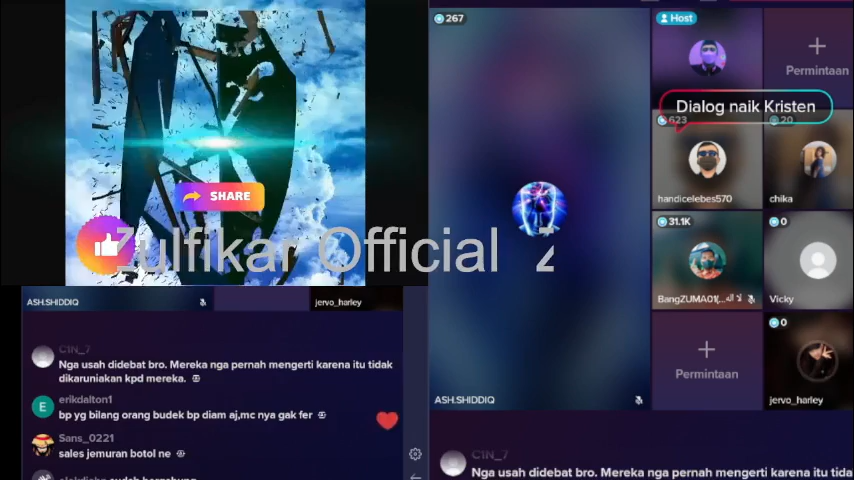 SHARE
Zulfikar Official Z
ASH.SHIDDIQ
jervo_harley
C1N_7
Nga usah didebat bro. Mereka nga pernah mengerti karena itu tidak
dikaruniakan kpd mereka.
erikdalton1
bp yg bilang orang budek bp diam aj,mc nya gak fer
Sans_0221
sales jemuran botol ne
267
Host
Permintaan
Dialog naik Kristen
623
20
handicelebes570
chika
31.1K
0
BangZUMA01(...
Vicky
0
Permintaan
ASH.SHIDDIQ
jervo_harley
C1N_7
Nga usah didebat bro. Mereka nga pernah mengerti karena itu tida